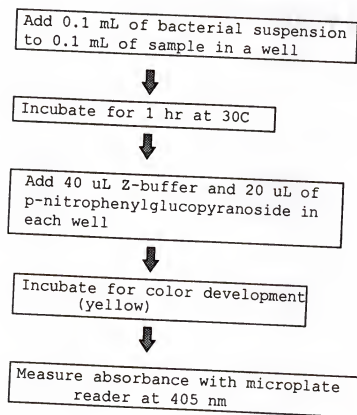 Add 0.1 mL of bacterial suspension
to 0.1 mL of sample in a well
Incubate for 1 hr at 30C
Add 40 uL Z-buffer and 20 uL of
p-nitrophenylglucopyranoside in
each well
Incubate for color development
(yellow)
Measure absorbance with microplate
reader at 405 nm